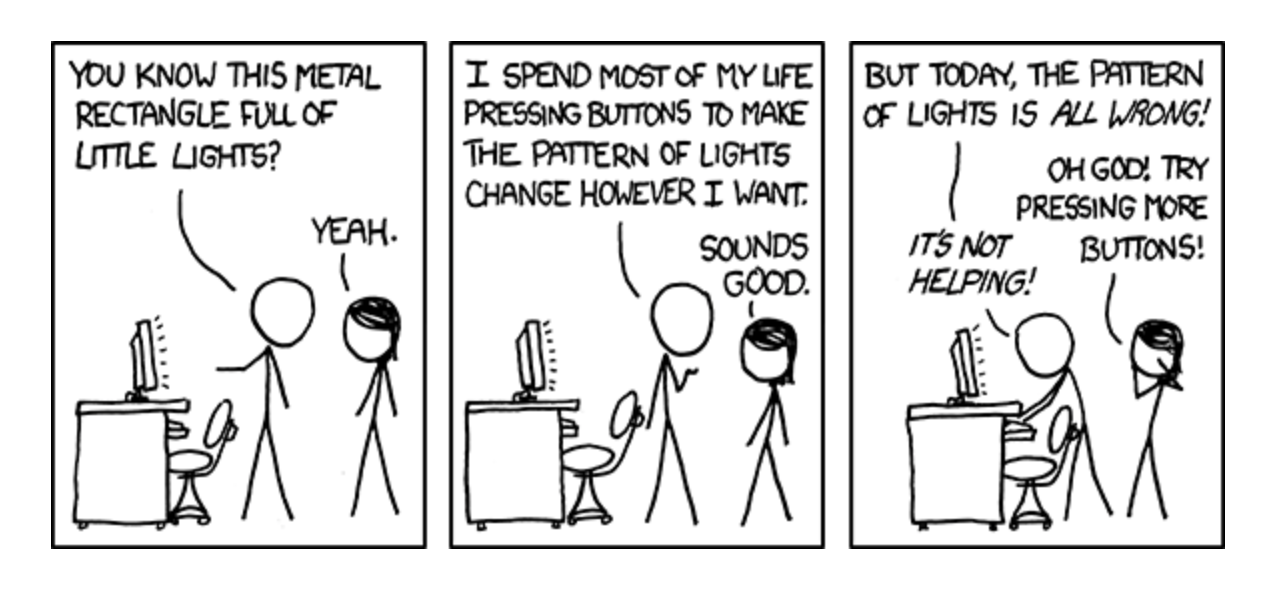 YOU KNOW THIS METAL
RECTANGLE FULL OF
LITTLE LIGHTS?
YEAH.
I SPEND MOST OF MY LIFE
PRESSING BUTTONS TO MAKE
THE PATTERN OF LIGHTS
CHANGE HOWEVER I WANT.
SOUNDS
GOOD.
BUT TODAY, THE PATTERN
OF LIGHTS IS ALL WRONG!
OH GOD! TRY
PRESSING MORE
BUTTONS!
IT'S NOT
HELPING!